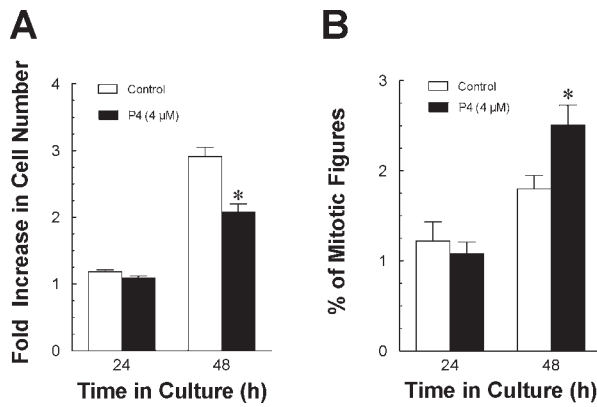 A
Fold Increase in Cell Number
4
3
2
1
0
Control
P4 (4 µM)
*
24 48
Time in Culture (h)
B
% of Mitotic Figures
3
2
1
0
Control
P4 (4 µM)
*
24 48
Time in Culture (h)